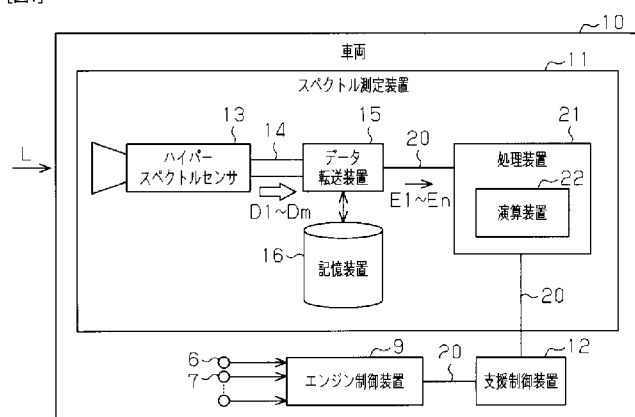 10
車両
11
スペクトル測定装置
13
14
15
21
L
ハイパー
スペクトルセンサ
データ
転送装置
20
処理装置
22
D1~Dm
E1~En
演算装置
16
記憶装置
20
6
7
9
エンジン制御装置
20
12
支援制御装置